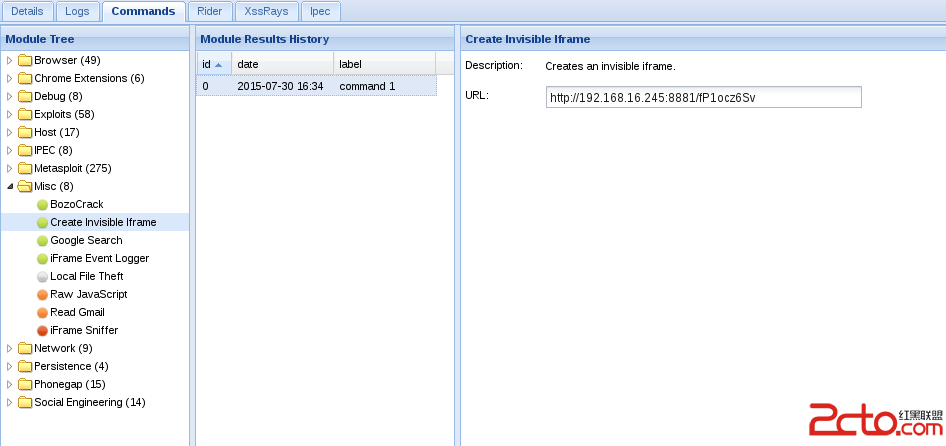 Details Logs Commands Rider XssRays Ipec
Module Tree
Browser (49)
Chrome Extensions (6)
Debug (8)
Exploits (58)
Host (17)
IPEC (8)
Metasploit (275)
Misc (8)
BozoCrack
Create Invisible Iframe
Google Search
iFrame Event Logger
Local File Theft
Raw JavaScript
Read Gmail
iFrame Sniffer
Network (9)
Persistence (4)
Phonegap (15)
Social Engineering (14)
Module Results History
id date label
0 2015-07-30 16:34 command 1
Create Invisible Iframe
Description: Creates an invisible iframe.
URL: http://192.168.16.245:8881/fP1ocz6Sv
2cto.com
红黑联盟